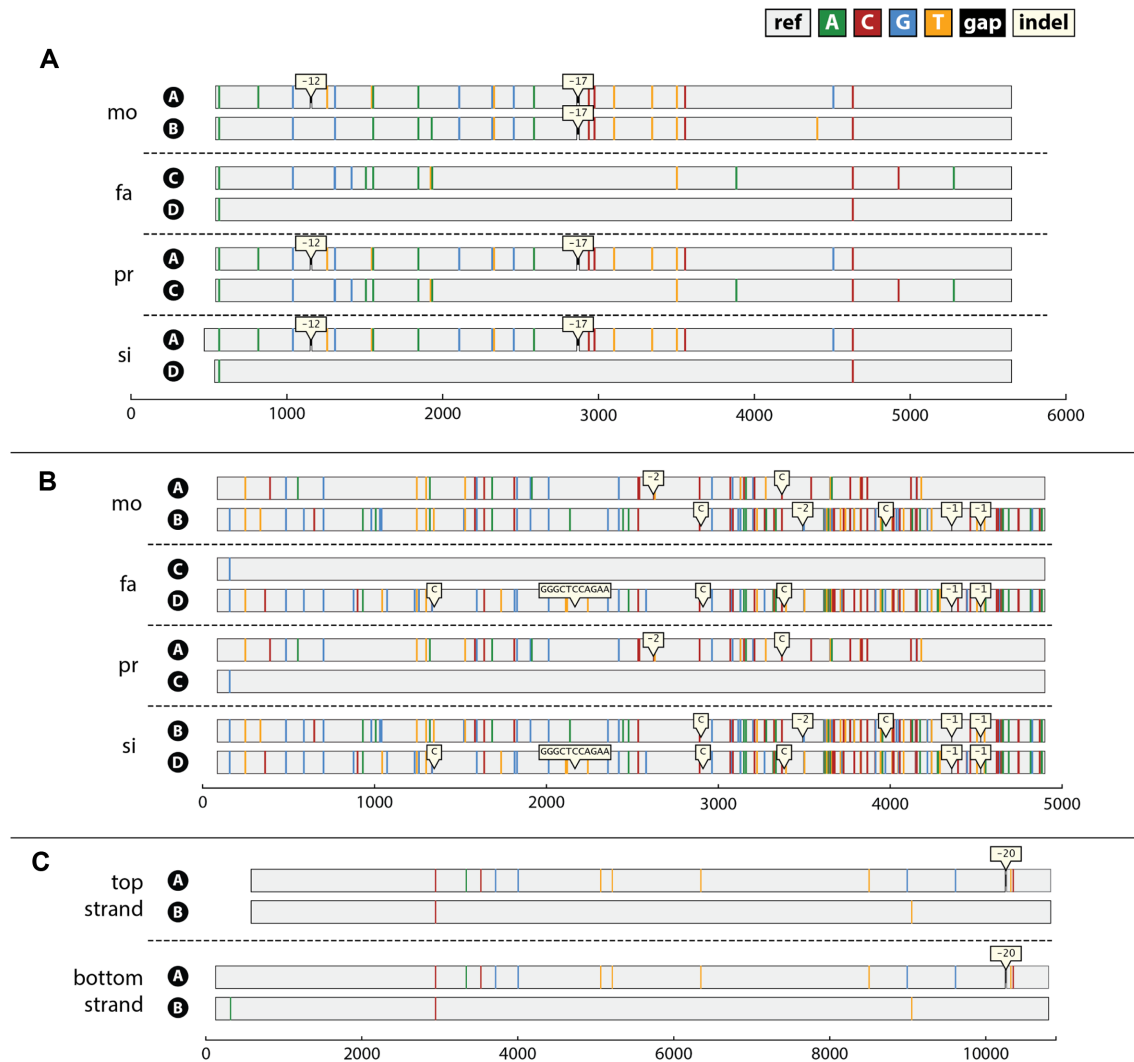 ref A C G T gap indel
A
-12 -17
mo A
-17
B
fa C
D
-12 -17
pr A
C
-12 -17
si A
D
0 1000 2000 3000 4000 5000 6000
B
-2 C
mo A
C -2 C -1 -1
B
fa C
C GGGCTCCAGAA C C -1 -1
D
-2 C
pr A
C
C -2 C -1 -1
si B
C GGGCTCCAGAA C C -1 -1
D
0 1000 2000 3000 4000 5000
C
-20
top A
strand B
-20
bottom A
strand B
0 2000 4000 6000 8000 10000